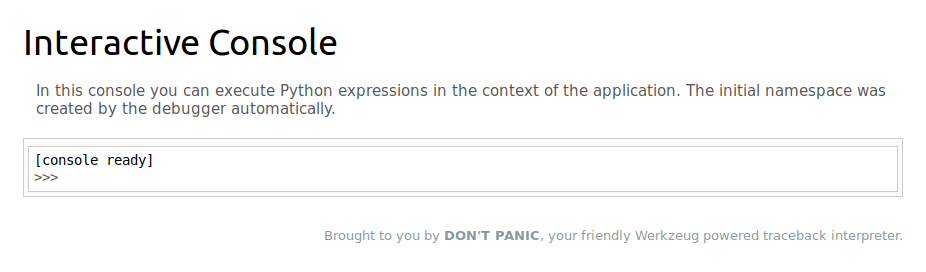 Interactive Console
In this console you can execute Python expressions in the context of the application. The initial namespace was
created by the debugger automatically.
[console ready]
>>>
Brought to you by DON'T PANIC, your friendly Werkzeug powered traceback interpreter.